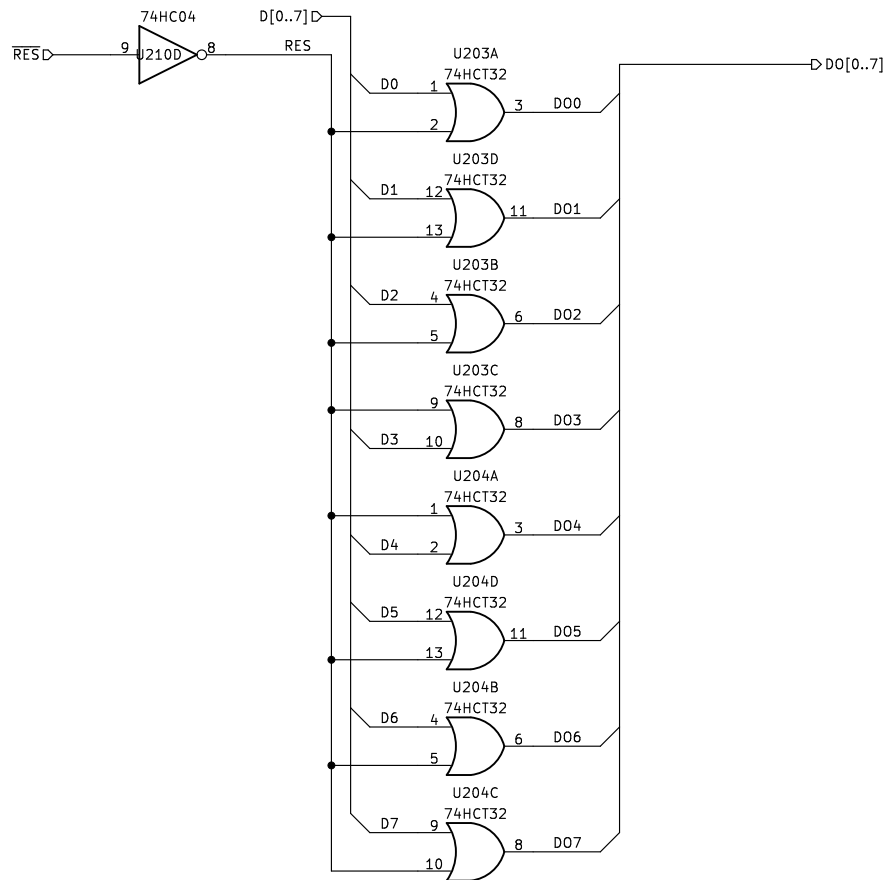 74HC04
D[0..7]
RES
9
U210D
8
RES
DO[0..7]
U203A
74HCT32
D0
1
2
3
DO0
U203D
74HCT32
D1
12
13
11
DO1
U203B
74HCT32
D2
4
5
6
DO2
U203C
74HCT32
9
D3
10
8
DO3
U204A
74HCT32
1
D4
2
3
DO4
U204D
74HCT32
D5
12
13
11
DO5
U204B
74HCT32
D6
4
5
6
DO6
U204C
74HCT32
D7
9
10
8
DO7